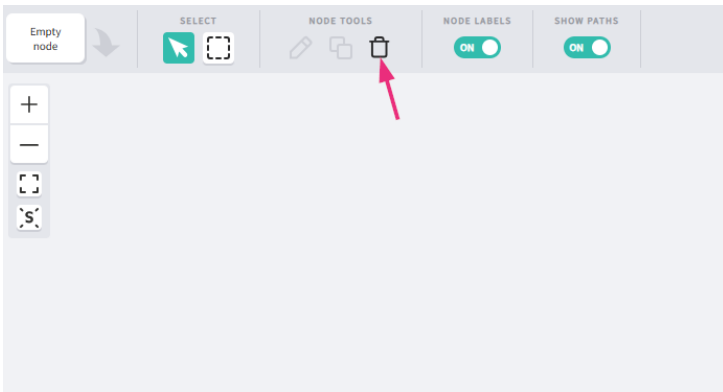 Empty
node
SELECT
NODE TOOLS
NODE LABELS
SHOW PATHS
ON
ON
S